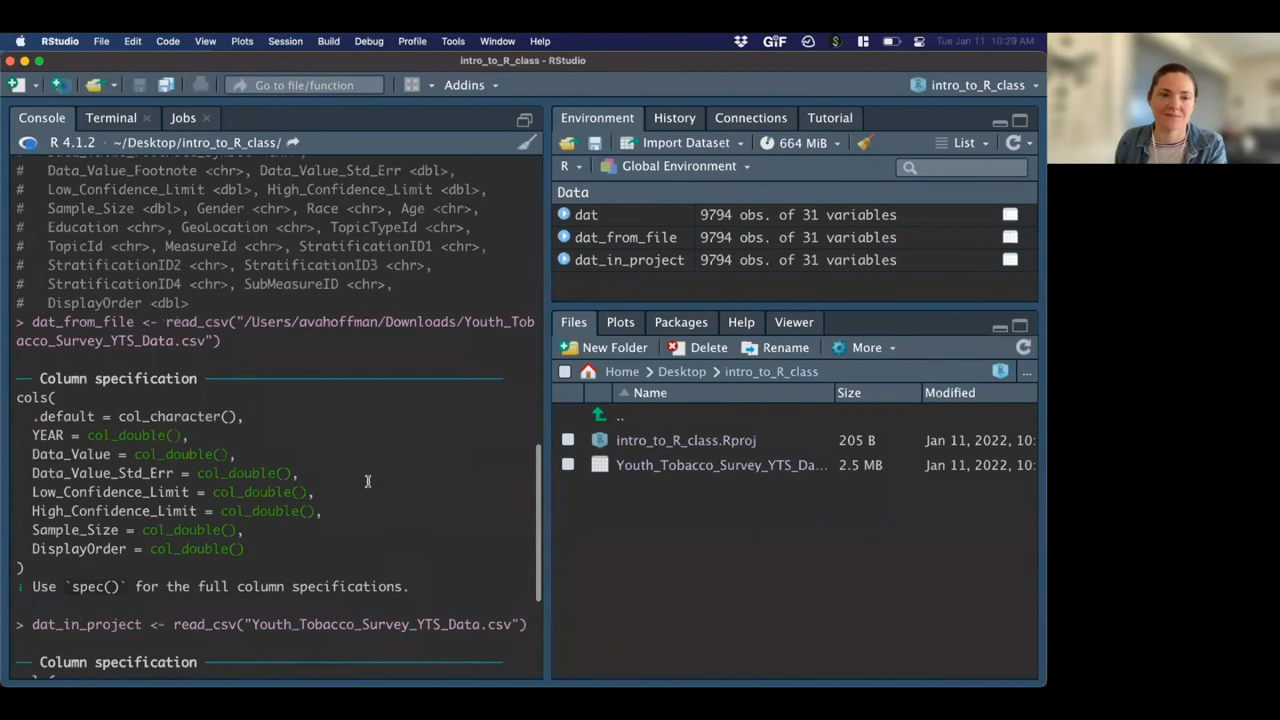 RStudio File Edit Code View Plots Session Build Debug Profile Tools Window Help GiF $ Tue Jan 11 10:29 AM
intro_to_R_class - RStudio
Go to file/function Addins intro_to_R_class
Console Terminal Jobs
R 4.1.2 · ~/Desktop/intro_to_R_class/
# Data_Value_Footnote <chr>, Data_Value_Std_Err <dbl>,
# Low_Confidence_Limit <dbl>, High_Confidence_Limit <dbl>,
# Sample_Size <dbl>, Gender <chr>, Race <chr>, Age <chr>,
# Education <chr>, GeoLocation <chr>, TopicTypeId <chr>,
# TopicId <chr>, MeasureId <chr>, StratificationID1 <chr>,
# StratificationID2 <chr>, StratificationID3 <chr>,
# StratificationID4 <chr>, SubMeasureID <chr>,
# DisplayOrder <dbl>
> dat_from_file <- read_csv("/Users/avahoffman/Downloads/Youth_Tob
acco_Survey_YTS_Data.csv")
── Column specification ────────
cols(
.default = col_character(),
YEAR = col_double(),
Data_Value = col_double(),
Data_Value_Std_Err = col_double(),
Low_Confidence_Limit = col_double(),
High_Confidence_Limit = col_double(),
Sample_Size = col_double(),
DisplayOrder = col_double()
)
i Use `spec()` for the full column specifications.
> dat_in_project <- read_csv("Youth_Tobacco_Survey_YTS_Data.csv")
── Column specification ────────
Environment History Connections Tutorial
Import Dataset 664 MiB List
R Global Environment
Data
dat 9794 obs. of 31 variables
dat_from_file 9794 obs. of 31 variables
dat_in_project 9794 obs. of 31 variables
Files Plots Packages Help Viewer
New Folder Delete Rename More
Home Desktop intro_to_R_class ...
Name Size Modified
..
intro_to_R_class.Rproj 205 B Jan 11, 2022, 10:
Youth_Tobacco_Survey_YTS_Da... 2.5 MB Jan 11, 2022, 10: